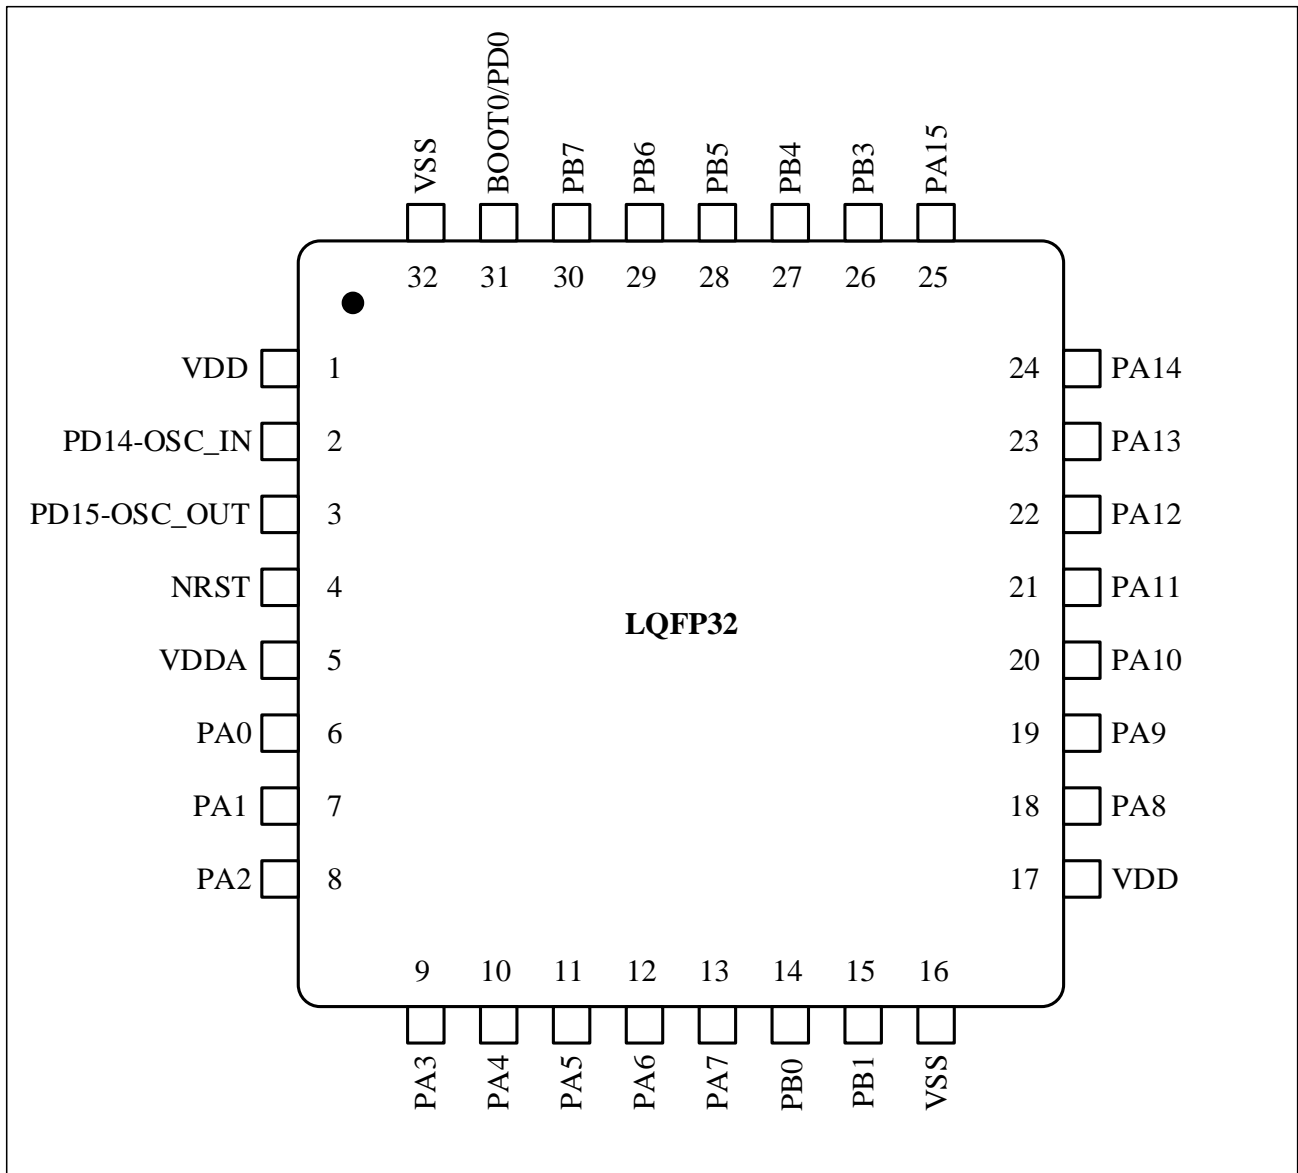 VSS
BOOT0/PD0
PB7
PB6
PB5
PB4
PB3
PA15
32 31 30 29 28 27 26 25
VDD 1 24 PA14
PD14-OSC_IN 2 23 PA13
PD15-OSC_OUT 3 22 PA12
NRST 4 21 PA11
LQFP32
VDDA 5 20 PA10
PA0 6 19 PA9
PA1 7 18 PA8
PA2 8 17 VDD
9 10 11 12 13 14 15 16
PA3
PA4
PA5
PA6
PA7
PB0
PB1
VSS